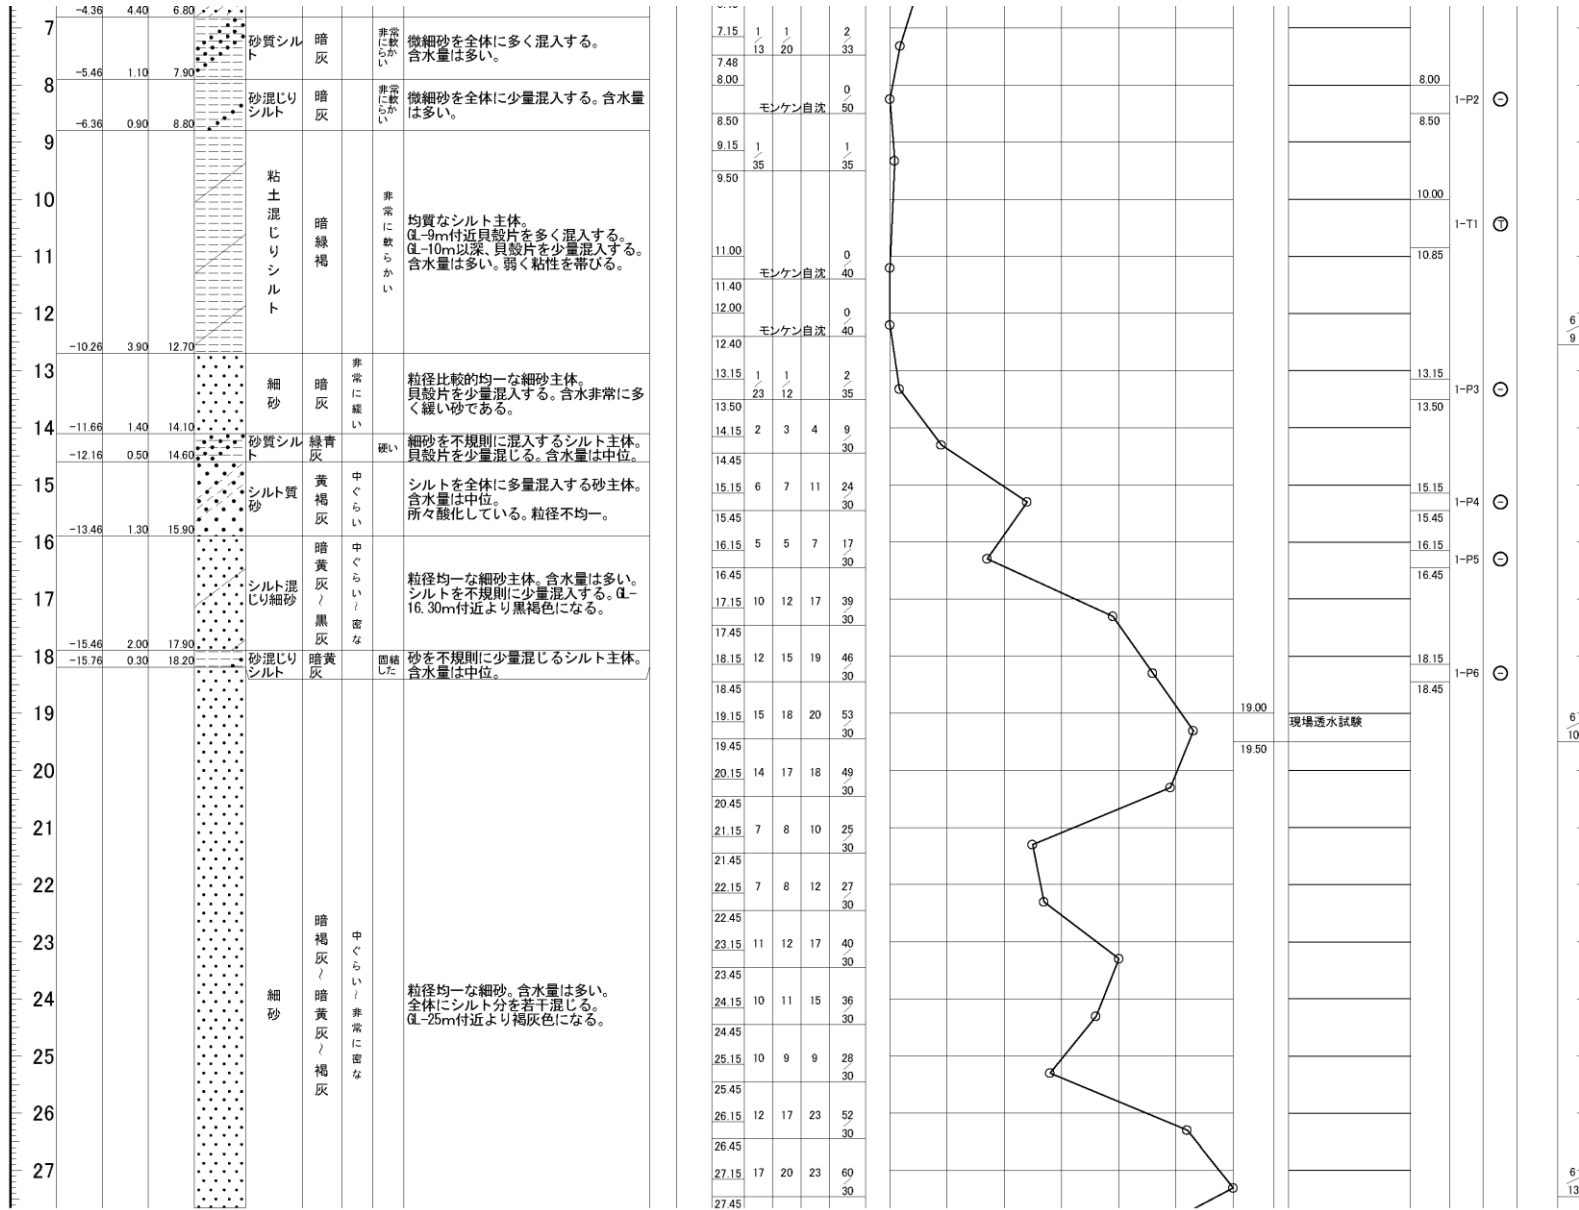 -4.36 4.40 6.80
7
砂質シルト
暗灰
非常に軟らかい
微細砂を全体に多く混入する。
含水量は多い。
7.15 1/13 1/20 2/33
7.48
-5.46 1.10 7.90
8
砂混じりシルト
暗灰
非常に軟らかい
微細砂を全体に少量混入する。含水量
は多い。
8.00 モンケン自沈 0/50
8.50
8.00
1-P2
8.50
-6.36 0.90 8.80
9
9.15 1/35 1/35
9.50
10
粘土混じりシルト
暗緑褐
非常に軟らかい
均質なシルト主体。
GL-9m付近貝殻片を多く混入する。
GL-10m以深、貝殻片を少量混入する。
含水量は多い。弱く粘性を帯びる。
10.00
1-T1 T
10.85
11
11.00 モンケン自沈 0/40
11.40
12
12.00 モンケン自沈 0/40
12.40
6/9
-10.26 3.90 12.70
13
細砂
暗灰
非常に緩い
粒径比較的均一な細砂主体。
貝殻片を少量混入する。含水非常に多
く緩い砂である。
13.15 1/23 1/12 2/35
13.50
13.15
1-P3
13.50
-11.66 1.40 14.10
14
砂質シルト
緑青灰
硬い
細砂を不規則に混入するシルト主体。
貝殻片を少量混じる。含水量は中位。
14.15 2 3 4 9/30
14.45
-12.16 0.50 14.60
15
シルト質砂
黄褐灰
中ぐらい
シルトを全体に多量混入する砂主体。
含水量は中位。
所々酸化している。粒径不均一。
15.15 6 7 11 24/30
15.45
15.15
1-P4
15.45
-13.46 1.30 15.90
16
シルト混じり細砂
暗黄灰~黒灰
中ぐらい~密な
粒径均一な細砂主体。含水量は多い。
シルトを不規則に少量混入する。GL-
16.30m付近より黒褐色になる。
16.15 5 5 7 17/30
16.45
16.15
1-P5
16.45
17
17.15 10 12 17 39/30
17.45
-15.46 2.00 17.90
18
砂混じりシルト
暗黄灰
固結した
砂を不規則に少量混じるシルト主体。
含水量は中位。
-15.76 0.30 18.20
18.15 12 15 19 46/30
18.45
18.15
1-P6
18.45
19
19.15 15 18 20 53/30
19.45
19.00
現場透水試験
19.50
6/10
20
20.15 14 17 18 49/30
20.45
21
21.15 7 8 10 25/30
21.45
22
22.15 7 8 12 27/30
22.45
23
23.15 11 12 17 40/30
23.45
24
細砂
暗褐灰~暗黄灰~褐灰
中ぐらい~非常に密な
粒径均一な細砂。含水量は多い。
全体にシルト分を若干混じる。
GL-25m付近より褐灰色になる。
24.15 10 11 15 36/30
24.45
25
25.15 10 9 9 28/30
25.45
26
26.15 12 17 23 52/30
26.45
27
27.15 17 20 23 60/30
27.45
6/13